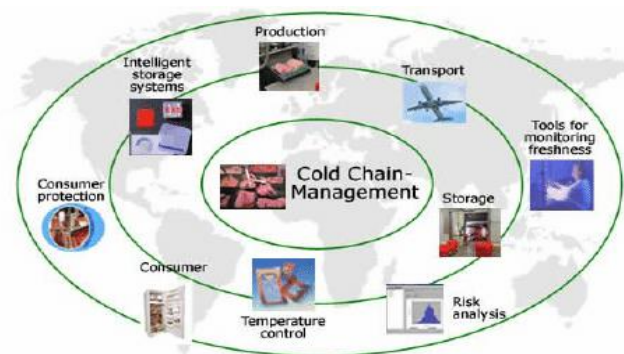 Production
Intelligent
storage
systems
Transport
Tools for
monitoring
freshness
Cold Chain-
Management
Consumer
protection
Storage
Consumer
Temperature
control
Risk
analysis